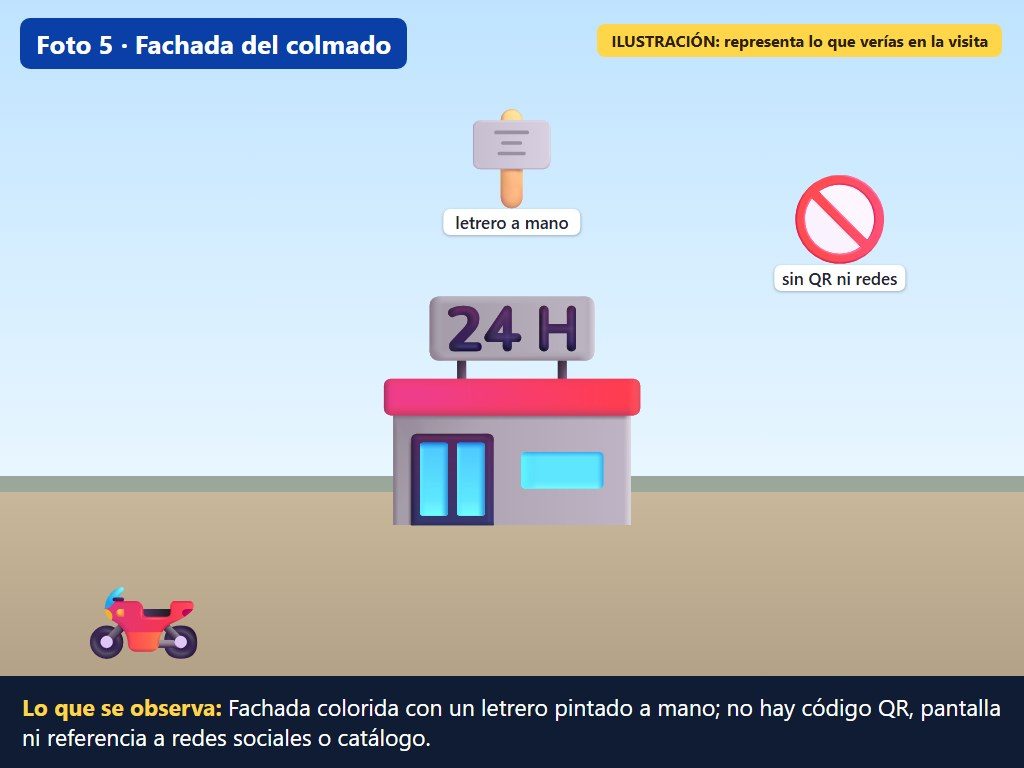 Foto 5 · Fachada del colmado
ILUSTRACIÓN: representa lo que verías en la visita
letrero a mano
sin QR ni redes
24 H
Lo que se observa: Fachada colorida con un letrero pintado a mano; no hay código QR, pantalla
ni referencia a redes sociales o catálogo.